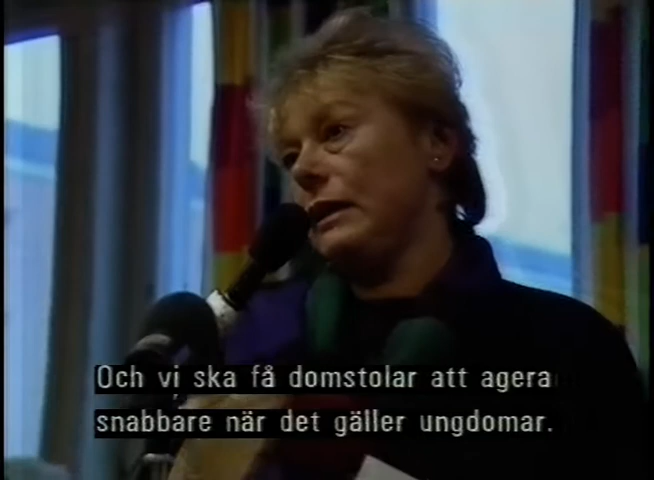 Och vi ska få domstolar att agera
snabbare när det gäller ungdomar.